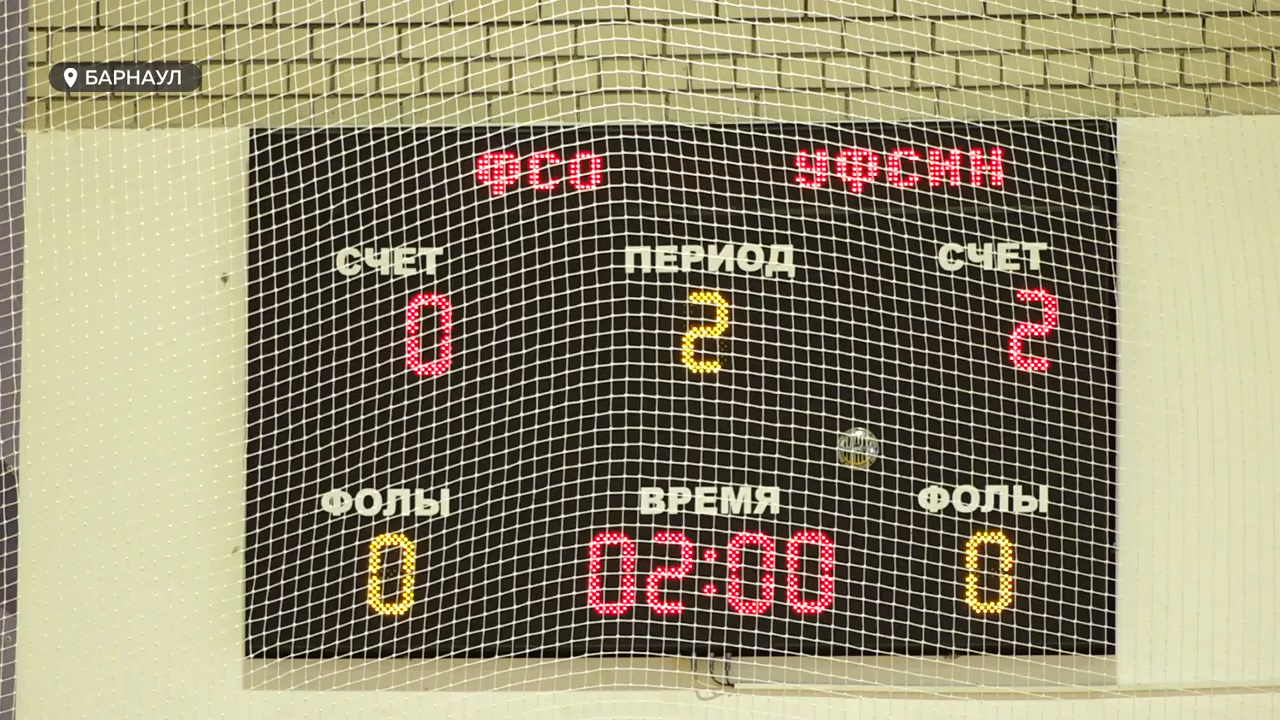 БАРНАУЛ
ФСО УФСИН
СЧЕТ ПЕРИОД СЧЕТ
0 2 2
ФОЛЫ ВРЕМЯ ФОЛЫ
0 02:00 0